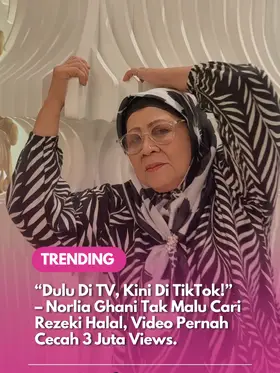 TRENDING
“Dulu Di TV, Kini Di TikTok!”
– Norlia Ghani Tak Malu Cari
Rezeki Halal, Video Pernah
Cecah 3 Juta Views.